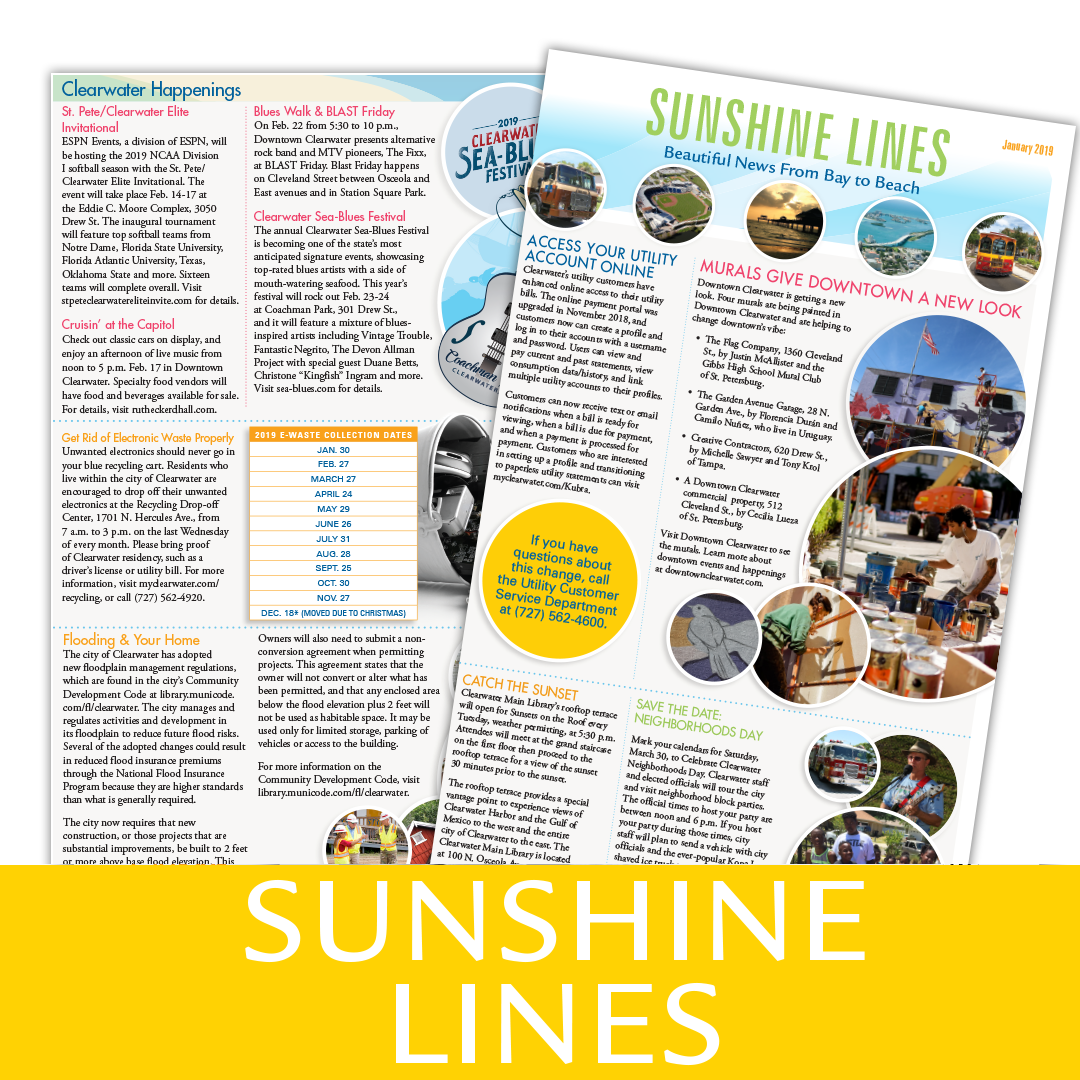 Clearwater Happenings
St. Pete/Clearwater Elite
Invitational
ESPN Events, a division of ESPN, will
be hosting the 2019 NCAA Division
I softball season with the St. Pete/
Clearwater Elite Invitational. The
event will take place Feb. 14-17 at
the Eddie C. Moore Complex, 3050
Drew St. The inaugural tournament
will feature top softball teams from
Notre Dame, Florida State University,
Florida Atlantic University, Texas,
Oklahoma State and more. Sixteen
teams will complete overall. Visit
stpeteclearwatereliteinvite.com for details.
Cruisin' at the Capitol
Check out classic cars on display, and
enjoy an afternoon of live music from
noon to 5 p.m. Feb. 17 in Downtown
Clearwater. Specialty food vendors will
have food and beverages available for sale.
For details, visit rutheckerdhall.com.
Blues Walk & BLAST Friday
On Feb. 22 from 5:30 to 10 p.m.,
Downtown Clearwater presents alternative
rock band and MTV pioneers, The Fixx,
at BLAST Friday. Blast Friday happens
on Cleveland Street between Osceola and
East avenues and in Station Square Park.
Clearwater Sea-Blues Festival
The annual Clearwater Sea-Blues Festival
is becoming one of the state's most
anticipated signature events, showcasing
top-rated blues artists with a side of
mouth-watering seafood. This year's
festival will rock out Feb. 23-24
at Coachman Park, 301 Drew St.,
and it will feature a mixture of blues-
inspired artists including Vintage Trouble,
Fantastic Negrito, The Devon Allman
Project with special guest Duane Betts,
Christone "Kingfish" Ingram and more.
Visit sea-blues.com for details.
2019
CLEARWAT
SEA-BLU
FESTIV
Coachman
CLEARWATER
Get Rid of Electronic Waste Properly
Unwanted electronics should never go in
your blue recycling cart. Residents who
live within the city of Clearwater are
encouraged to drop off their unwanted
electronics at the Recycling Drop-off
Center, 1701 N. Hercules Ave., from
7 a.m. to 3 p.m. on the last Wednesday
of every month. Please bring proof
of Clearwater residency, such as a
driver's license or utility bill. For more
information, visit myclearwater.com/
recycling, or call (727) 562-4920.
2019 E-WASTE COLLECTION DATES
JAN. 30
FEB. 27
MARCH 27
APRIL 24
MAY 29
JUNE 26
JULY 31
AUG. 28
SEPT. 25
OCT. 30
NOV. 27
DEC. 18* (MOVED DUE TO CHRISTMAS)
Flooding & Your Home
The city of Clearwater has adopted
new floodplain management regulations,
which are found in the city's Community
Development Code at library.municode.
com/fl/clearwater. The city manages and
regulates activities and development in
its floodplain to reduce future flood risks.
Several of the adopted changes could result
in reduced flood insurance premiums
through the National Flood Insurance
Program because they are higher standards
than what is generally required.
The city now requires that new
construction, or those projects that are
substantial improvements, be built to 2 feet
or more above base flood elevation. This
Owners will also need to submit a non-
conversion agreement when permitting
projects. This agreement states that the
owner will not convert or alter what has
been permitted, and that any enclosed area
below the flood elevation plus 2 feet will
not be used as habitable space. It may be
used only for limited storage, parking of
vehicles or access to the building.
For more information on the
Community Development Code, visit
library.municode.com/fl/clearwater.
SUNSHINE LINES
January 2019
Beautiful News From Bay to Beach
ACCESS YOUR UTILITY
ACCOUNT ONLINE
Clearwater's utility customers have
enhanced online access to their utility
bills. The online payment portal was
upgraded in November 2018, and
customers now can create a profile and
log in to their accounts with a username
and password. Users can view and
pay current and past statements, view
consumption data/history, and link
multiple utility accounts to their profiles.
Customers can now receive text or email
notifications when a bill is ready for
viewing, when a bill is due for payment,
and when a payment is processed for
payment. Customers who are interested
in setting up a profile and transitioning
to paperless utility statements can visit
myclearwater.com/Kubra.
If you have
questions about
this change, call
the Utility Customer
Service Department
at (727) 562-4600.
MURALS GIVE DOWNTOWN A NEW LOOK
Downtown Clearwater is getting a new
look. Four murals are being painted in
Downtown Clearwater and are helping to
change downtown's vibe:
• The Flag Company, 1360 Cleveland
St., by Justin McAllister and the
Gibbs High School Mutal Club
of St. Petersburg.
• The Garden Avenue Garage, 28 N.
Garden Ave., by Florencia Durán and
Camilo Nuñez, who live in Uruguay.
• Creative Contractors, 620 Drew St.,
by Michelle Sawyer and Tony Krol
of Tampa.
• A Downtown Clearwater
commercial property, 512
Cleveland St., by Cecilia Lueza
of St. Petersburg.
Visit Downtown Clearwater to see
the murals. Learn more about
downtown events and happenings
at downtownclearwater.com.
CATCH THE SUNSET
Clearwater Main Library's rooftop terrace
will open for Sunsets on the Roof every
Tuesday, weather permitting, at 5:30 p.m.
Attendees will meet at the grand staircase
on the first floor then proceed to the
rooftop terrace for a view of the sunset
30 minutes prior to the sunset.
The rooftop terrace provides a special
vantage point to experience views of
Clearwater Harbor and the Gulf of
Mexico to the west and the entire
city of Clearwater to the east. The
Clearwater Main Library is located
at 100 N. Osceola
SAVE THE DATE:
NEIGHBORHOODS DAY
Mark your calendars for Saturday,
March 30, to Celebrate Clearwater
Neighborhoods Day. Clearwater staff
and elected officials will tour the city
and visit neighborhood block parties.
The official times to host your party are
between noon and 6 p.m. If you host
your party during those times, city
staff will plan to send a vehicle with city
officials and the ever-popular Kona
shaved ice
SUNSHINE
LINES